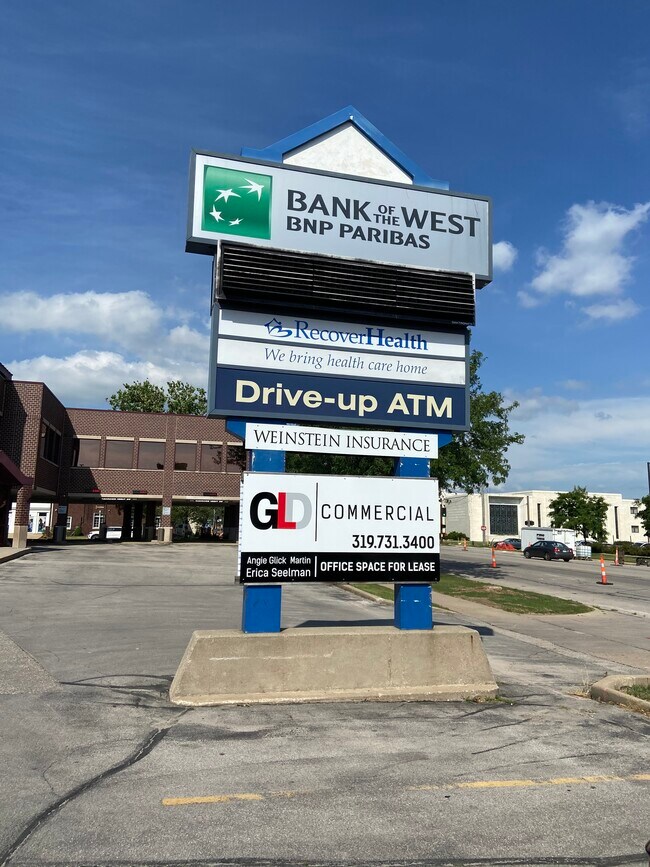 BANK OF THE WEST
BNP PARIBAS
RecoverHealth
We bring health care home
Drive-up ATM
WEINSTEIN INSURANCE
GLD COMMERCIAL
319.731.3400
Angie Glick Martin
Erica Seelman
OFFICE SPACE FOR LEASE